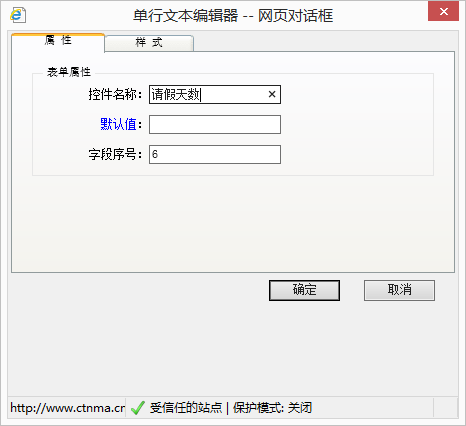 单行文本编辑器 -- 网页对话框
属 性
样 式
表单属性
控件名称： 请假天数
默认值：
字段序号： 6
确定
取消
http://www.ctnma.cn
受信任的站点 | 保护模式: 关闭